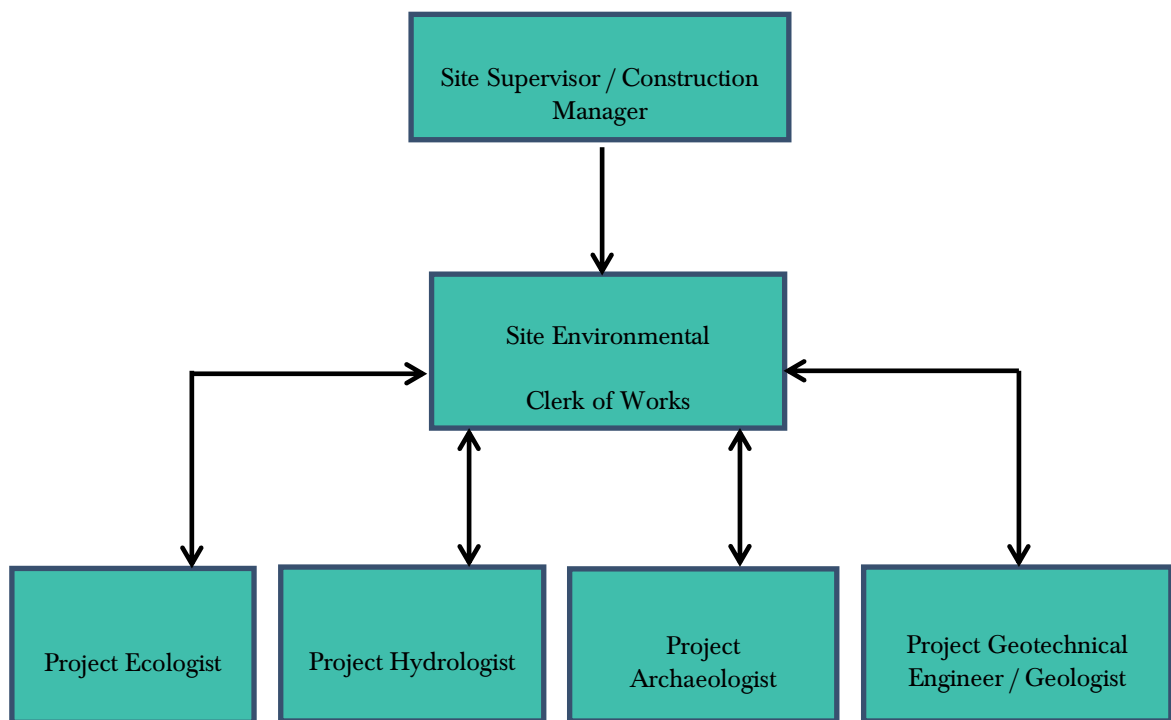 Site Supervisor / Construction
Manager
Site Environmental
Clerk of Works
Project Ecologist
Project Hydrologist
Project
Archaeologist
Project Geotechnical
Engineer / Geologist